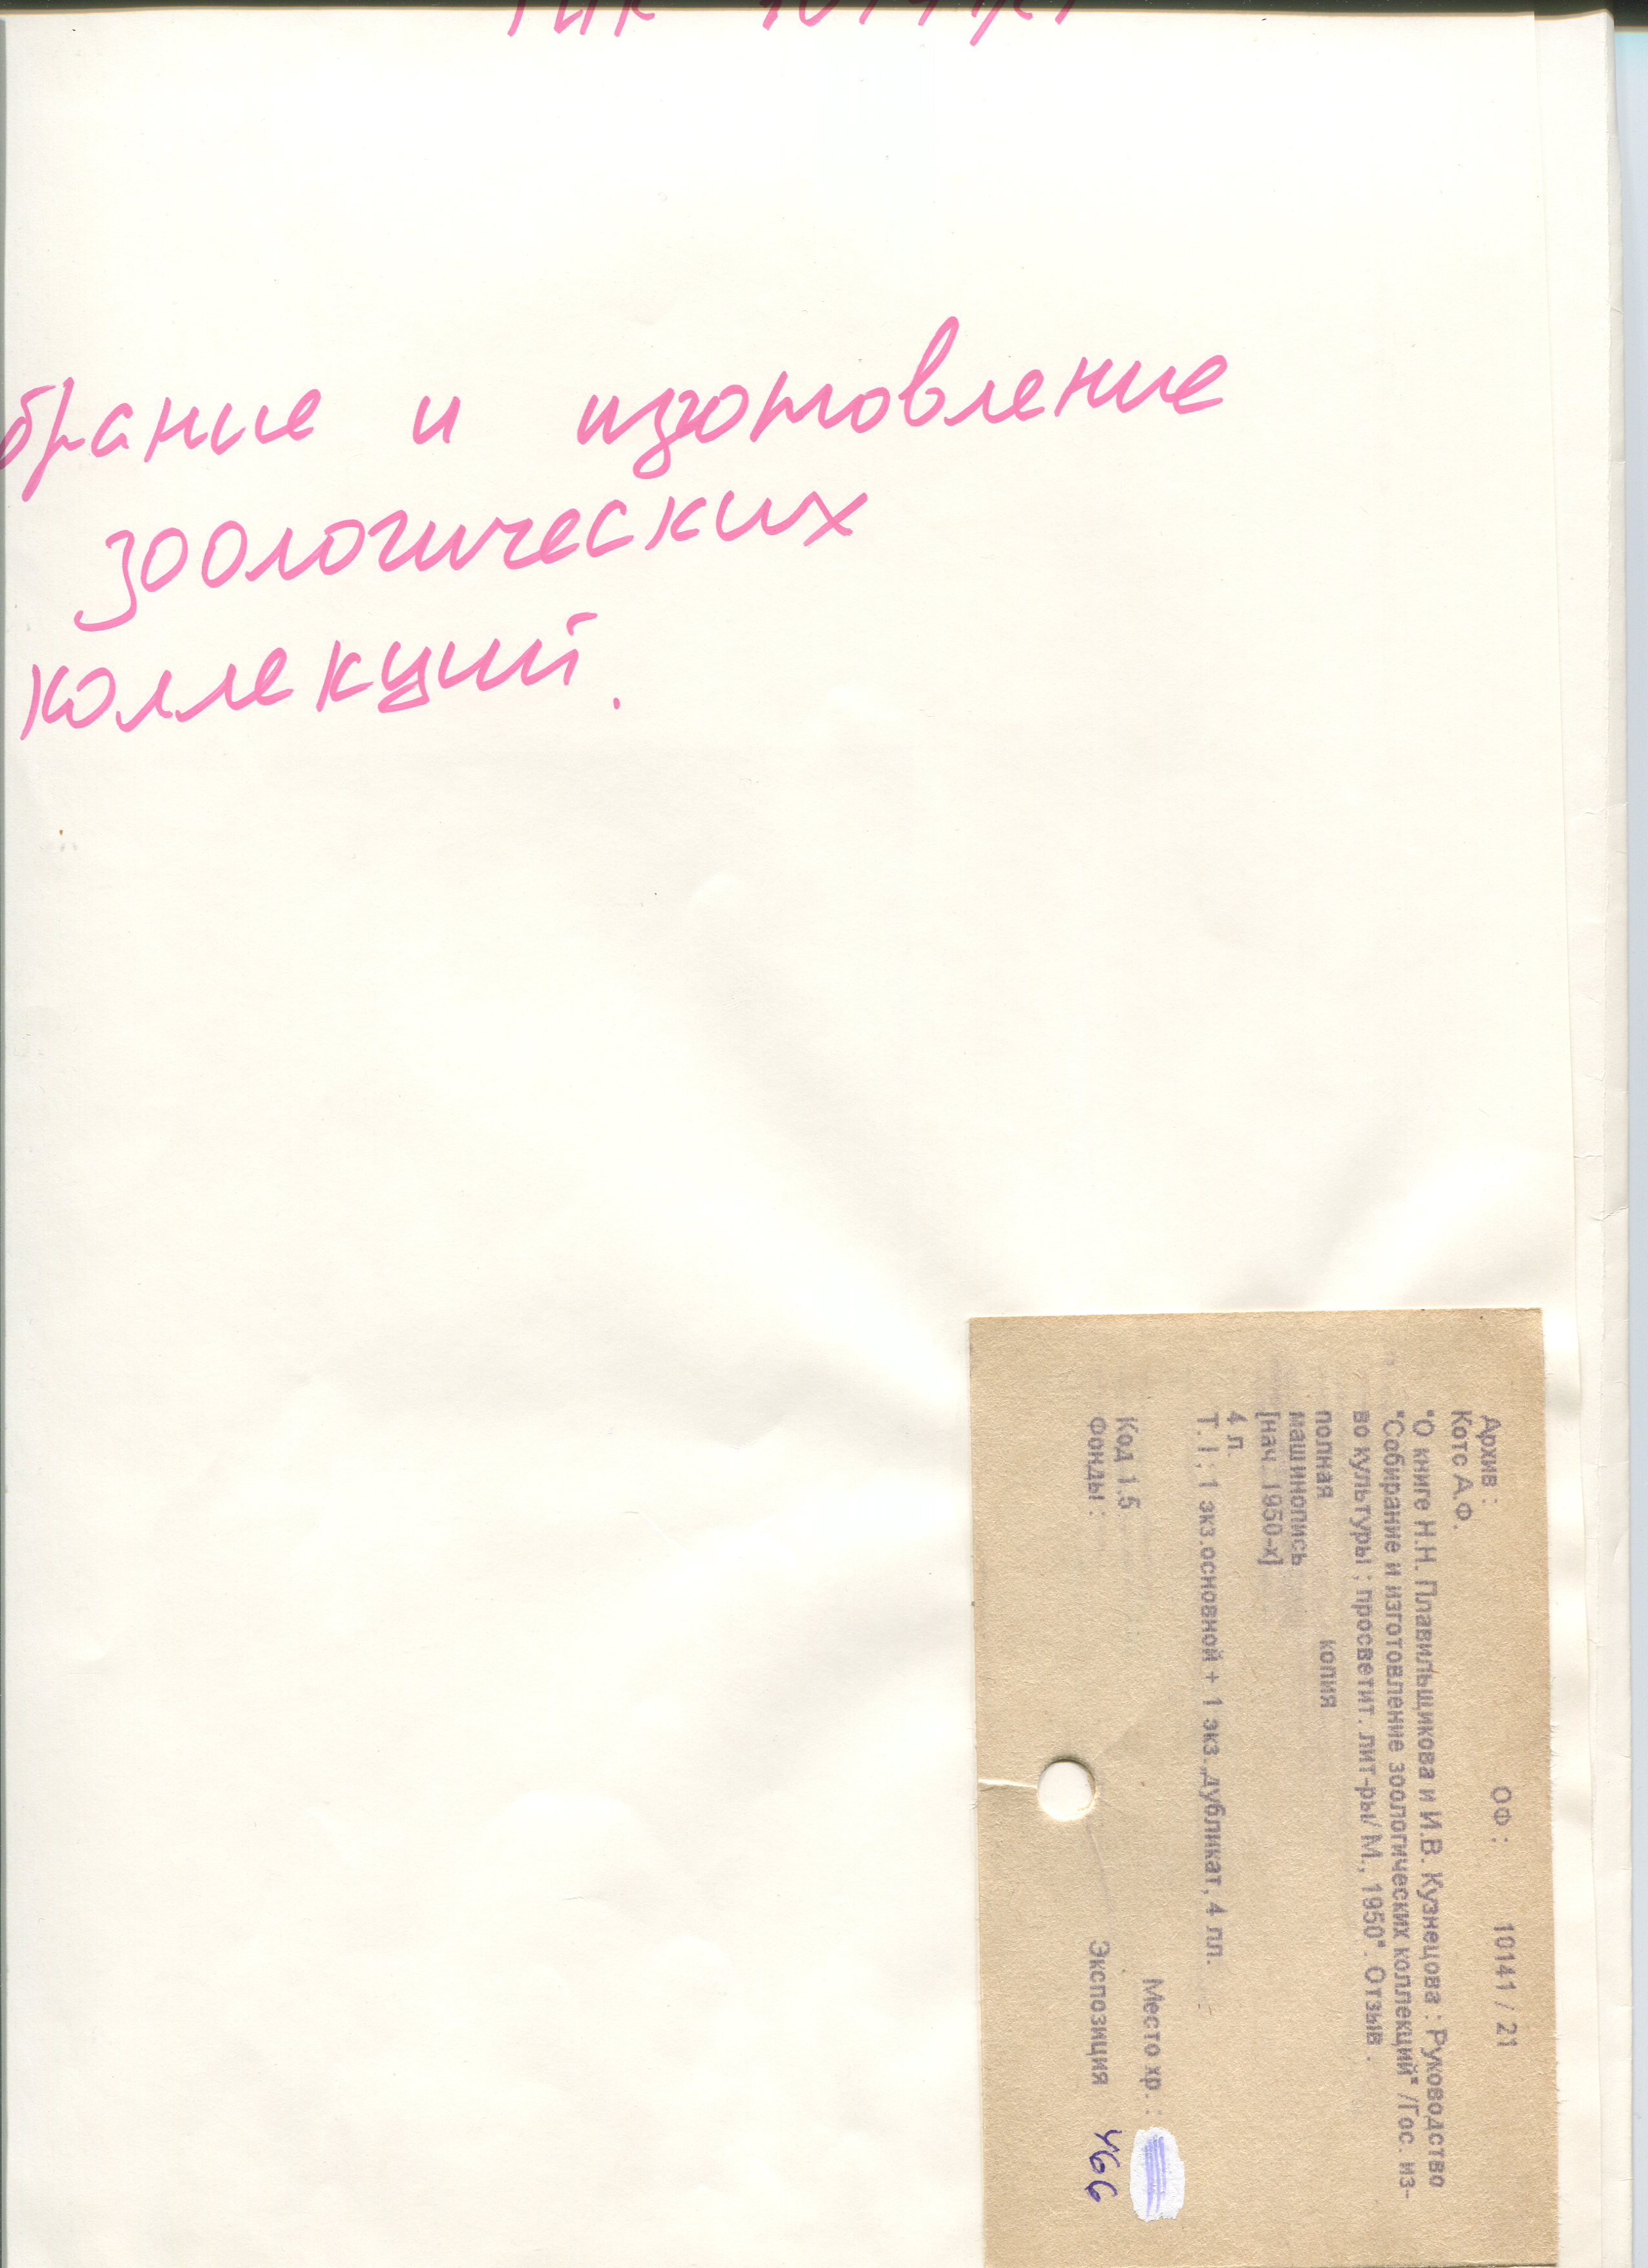 брание и изготовление
зоологических
коллекций.
Архив : ОФ : 10141 / 21
Котс А.Ф.
"О книге Н.Н. Плавильщикова и И.В. Кузнецова : Руководство
"Собирание и изготовление зоологических коллекций" /Гос. из-
во культуры ; просветит. лит-ры/ М., 1950". Отзыв .
полная копия
машинопись
[нач. 1950-х]
4 л.
Т. I ; 1 экз.основной + 1 экз.,дубликат, 4 лл.
Место хр. :
Код 1.5
Фонды : Экспозиция 466